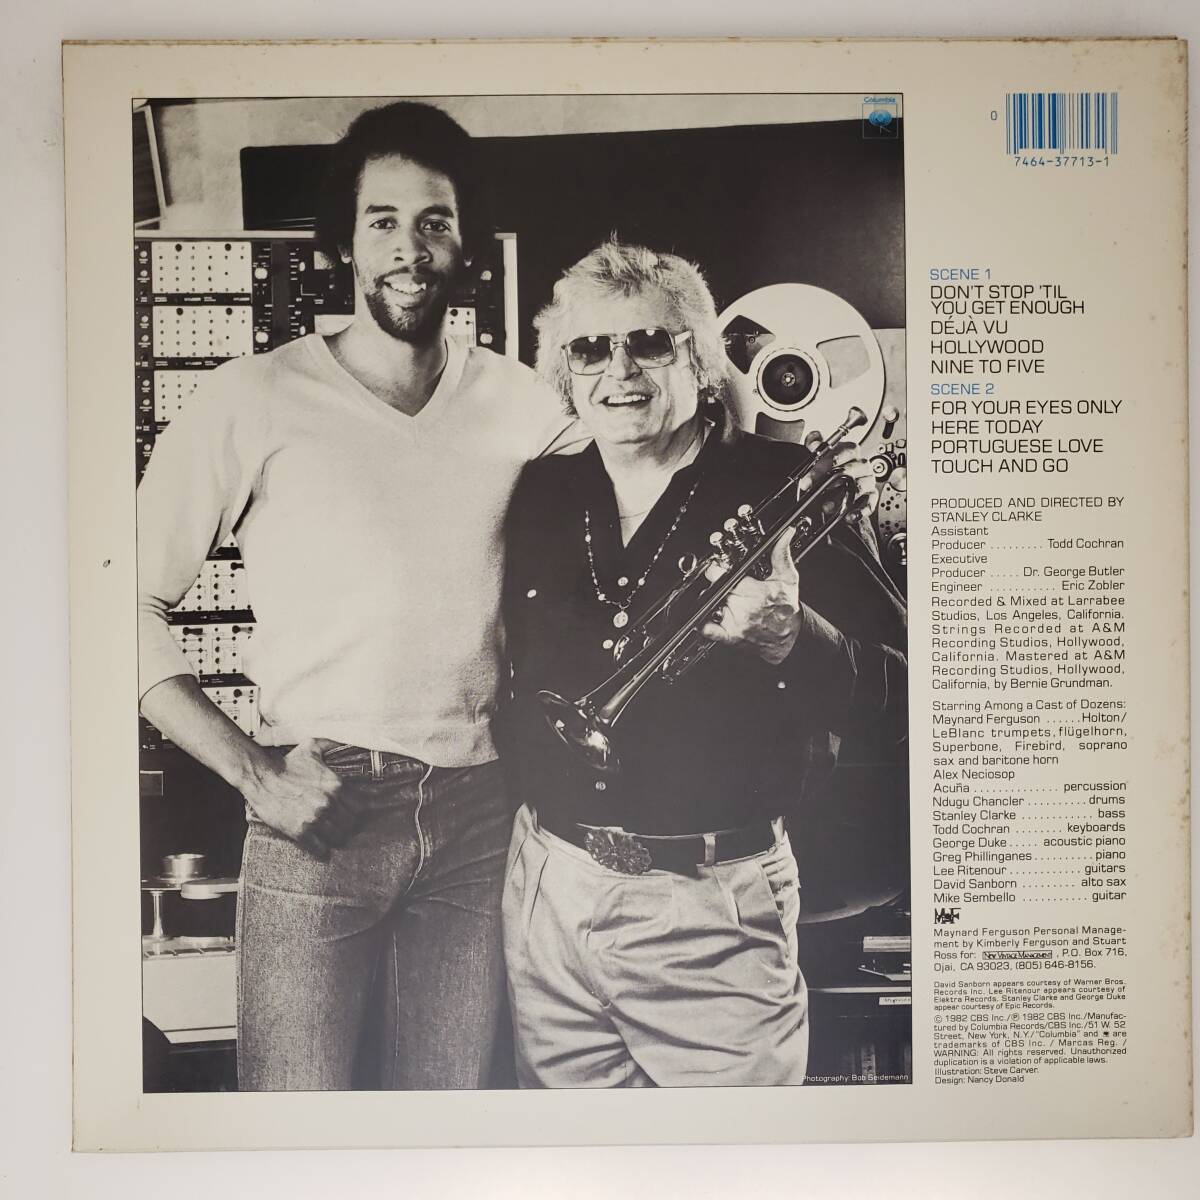 Columbia
0
7464-37713-1
SCENE 1
DON'T STOP 'TIL
YOU GET ENOUGH
DÉJÀ VU
HOLLYWOOD
NINE TO FIVE
SCENE 2
FOR YOUR EYES ONLY
HERE TODAY
PORTUGUESE LOVE
TOUCH AND GO
PRODUCED AND DIRECTED BY
STANLEY CLARKE
Assistant
Producer ......... Todd Cochran
Executive
Producer ..... Dr. George Butler
Engineer ........... Eric Zobler
Recorded & Mixed at Larrabee
Studios, Los Angeles, California.
Strings Recorded at A&M
Recording Studios, Hollywood,
California. Mastered at A&M
Recording Studios, Hollywood,
California, by Bernie Grundman.
Starring Among a Cast of Dozens:
Maynard Ferguson ......Holton/
LeBlanc trumpets, flügelhorn,
Superbone, Firebird, soprano
sax and baritone horn
Alex Neciosop
Acuña .............. percussion
Ndugu Chancler .......... drums
Stanley Clarke ............ bass
Todd Cochran ........ keyboards
George Duke ..... acoustic piano
Greg Phillinganes .......... piano
Lee Ritenour ............ guitars
David Sanborn ......... alto sax
Mike Sembello ........... guitar
MF
Maynard Ferguson Personal Manage-
ment by Kimberly Ferguson and Stuart
Ross for: New Vintage Management, P.O. Box 716,
Ojai, CA 93023, (805) 646-8156.
David Sanborn appears courtesy of Warner Bros.
Records Inc. Lee Ritenour appears courtesy of
Elektra Records. Stanley Clarke and George Duke
appear courtesy of Epic Records.
© 1982 CBS Inc./℗ 1982 CBS Inc./Manufac-
tured by Columbia Records/CBS Inc./51 W. 52
Street, New York, N.Y./"Columbia" and are
trademarks of CBS Inc. / Marcas Reg. /
WARNING: All rights reserved. Unauthorized
duplication is a violation of applicable laws.
Illustration: Steve Carver.
Design: Nancy Donald
Photography: Bob Seidemann